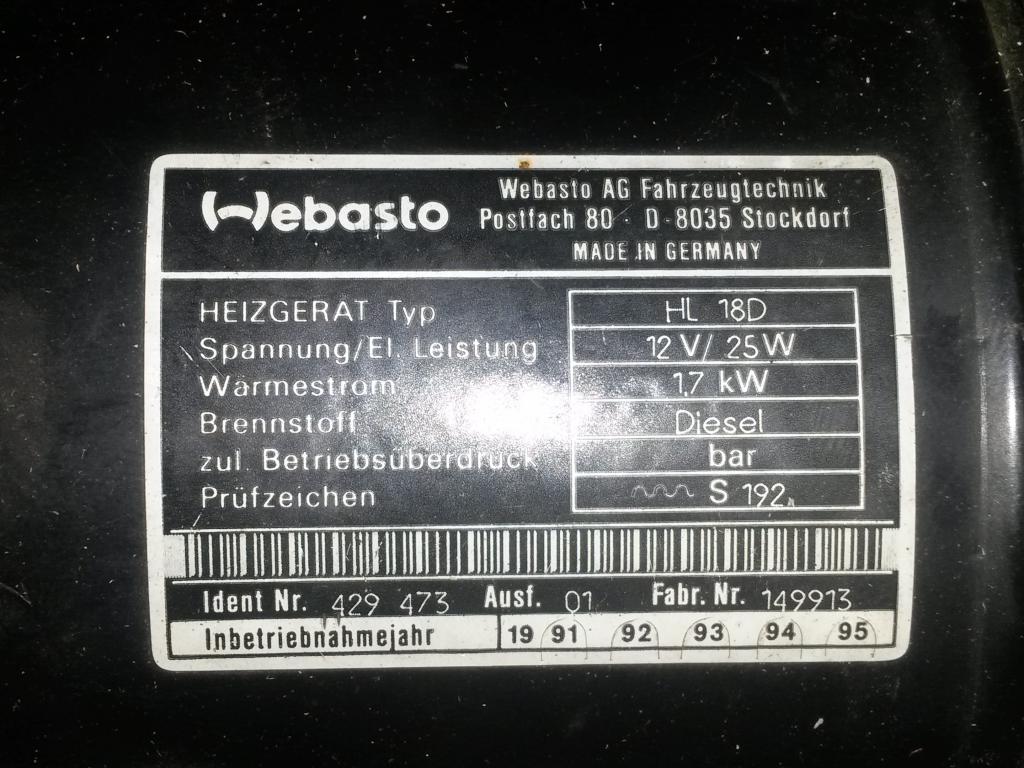 Webasto
Webasto AG Fahrzeugtechnik
Postfach 80 · D-8035 Stockdorf
MADE IN GERMANY
HEIZGERÄT Typ HL 18D
Spannung/El. Leistung 12 V/ 25W
Wärmestrom 1,7 kW
Brennstoff Diesel
zul. Betriebsüberdruck bar
Prüfzeichen S 192
Ident Nr. 429 473 Ausf. 01 Fabr. Nr. 149913
Inbetriebnahmejahr 19 91 92 93 94 95